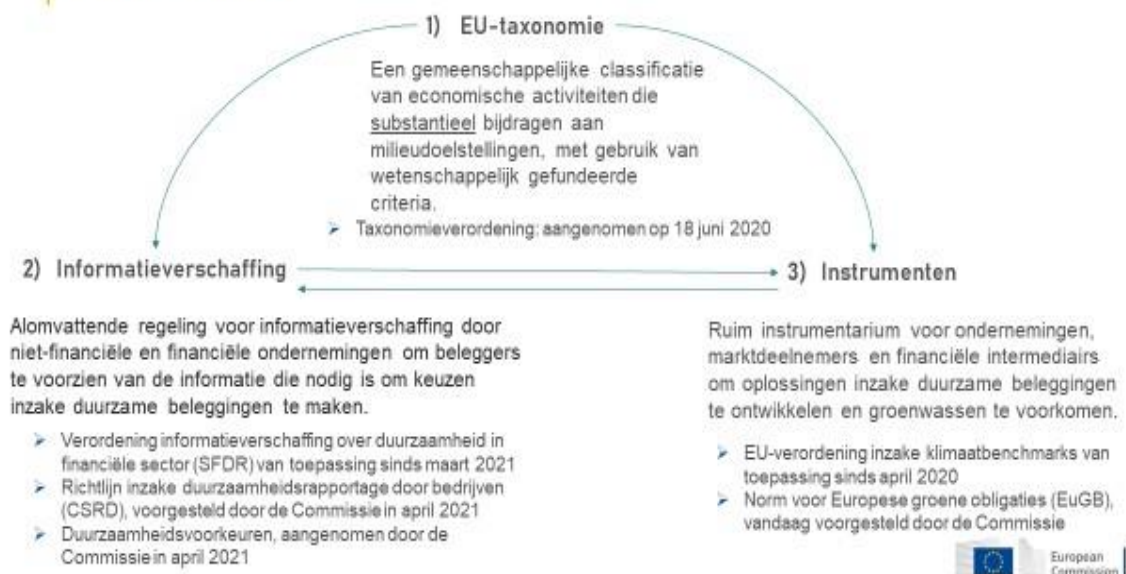 1) EU-taxonomie
Een gemeenschappelijke classificatie
van economische activiteiten die
substantieel bijdragen aan
milieudoelstellingen, met gebruik van
wetenschappelijk gefundeerde
criteria.
➢ Taxonomieverordening: aangenomen op 18 juni 2020
2) Informatieverschaffing
3) Instrumenten
Alomvattende regeling voor informatieverschaffing door
niet-financiële en financiële ondernemingen om beleggers
te voorzien van de informatie die nodig is om keuzen
inzake duurzame beleggingen te maken.
➢ Verordening informatieverschaffing over duurzaamheid in
financiële sector (SFDR) van toepassing sinds maart 2021
➢ Richtlijn inzake duurzaamheidsrapportage door bedrijven
(CSRD), voorgesteld door de Commissie in april 2021
➢ Duurzaamheidsvoorkeuren, aangenomen door de
Commissie in april 2021
Ruim instrumentarium voor ondernemingen,
marktdeelnemers en financiële intermediairs
om oplossingen inzake duurzame beleggingen
te ontwikkelen en groenwassen te voorkomen.
➢ EU-verordening inzake klimaatbenchmarks van
toepassing sinds april 2020
➢ Norm voor Europese groene obligaties (EuGB),
vandaag voorgesteld door de Commissie
European
Commission